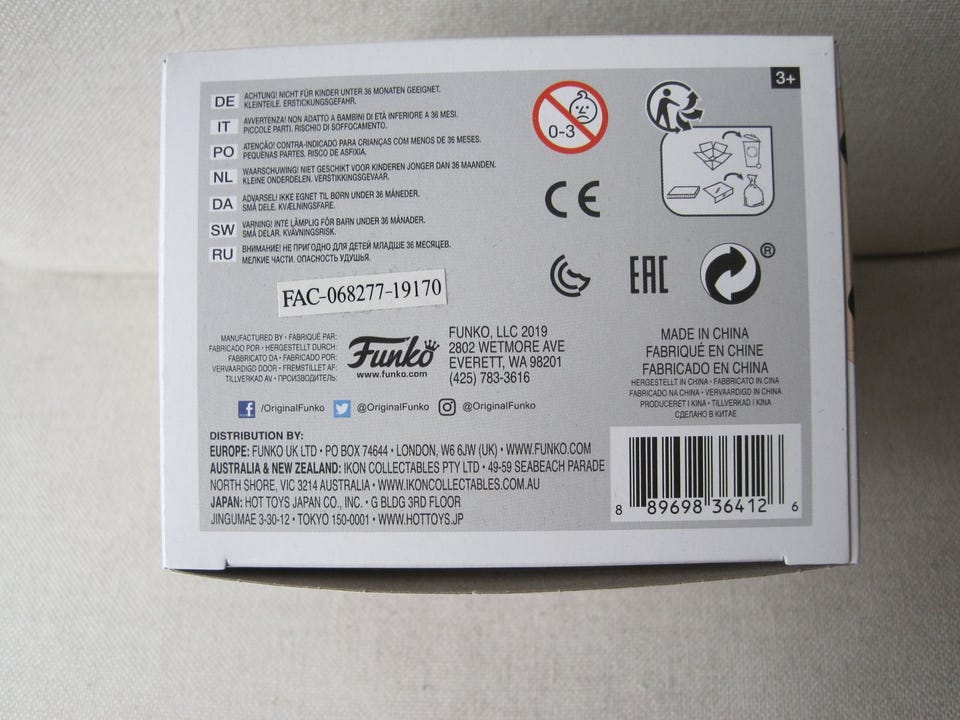 3+
DE ACHTUNG! NICHT FÜR KINDER UNTER 36 MONATEN GEEIGNET.
KLEINTEILE. ERSTICKUNGSGEFAHR.
IT AVVERTENZA! NON ADATTO A BAMBINI DI ETÀ INFERIORE A 36 MESI.
PICCOLE PARTI. RISCHIO DI SOFFOCAMENTO.
PO ATENÇÃO! CONTRA-INDICADO PARA CRIANÇAS COM MENOS DE 36 MESES.
PEQUENAS PARTES. RISCO DE ASFIXIA.
NL WAARSCHUWING! NIET GESCHIKT VOOR KINDEREN JONGER DAN 36 MAANDEN.
KLEINE ONDERDELEN. VERSTIKKINGSGEVAAR.
DA ADVARSEL! IKKE EGNET TIL BØRN UNDER 36 MÅNEDER.
SMÅ DELE. KVÆLNINGSFARE.
SW VARNING! INTE LÄMPLIG FÖR BARN UNDER 36 MÅNADER.
SMÅ DELAR. KVÄVNINGSRISK.
RU ВНИМАНИЕ! НЕ ПРИГОДНО ДЛЯ ДЕТЕЙ МЛАДШЕ 36 МЕСЯЦЕВ.
МЕЛКИЕ ЧАСТИ. ОПАСНОСТЬ УДУШЬЯ.
0-3
CE
EAC
®
FAC-068277-19170
MANUFACTURED BY • FABRIQUÉ PAR:
FABRICADO POR • HERGESTELLT DURCH:
FABBRICATO DA • FABRICADO POR:
VERVAARDIGD DOOR • FREMSTILLET AF:
TILLVERKAD AV • ПРОИЗВОДИТЕЛЬ:
Funko
www.funko.com
FUNKO, LLC 2019
2802 WETMORE AVE
EVERETT, WA 98201
(425) 783-3616
MADE IN CHINA
FABRIQUÉ EN CHINE
FABRICADO EN CHINA
HERGESTELLT IN CHINA • FABBRICATO IN CINA
FABRICADO NA CHINA • VERVAARDIGD IN CHINA
PRODUCERET I KINA • TILLVERKAD I KINA
СДЕЛАНО В КИТАЕ
/OriginalFunko @OriginalFunko @OriginalFunko
DISTRIBUTION BY:
EUROPE: FUNKO UK LTD • PO BOX 74644 • LONDON, W6 6JW (UK) • WWW.FUNKO.COM
AUSTRALIA & NEW ZEALAND: IKON COLLECTABLES PTY LTD • 49-59 SEABEACH PARADE
NORTH SHORE, VIC 3214 AUSTRALIA • WWW.IKONCOLLECTABLES.COM.AU
JAPAN: HOT TOYS JAPAN CO., INC. • G BLDG 3RD FLOOR
JINGUMAE 3-30-12 • TOKYO 150-0001 • WWW.HOTTOYS.JP
8 89698 36412 6